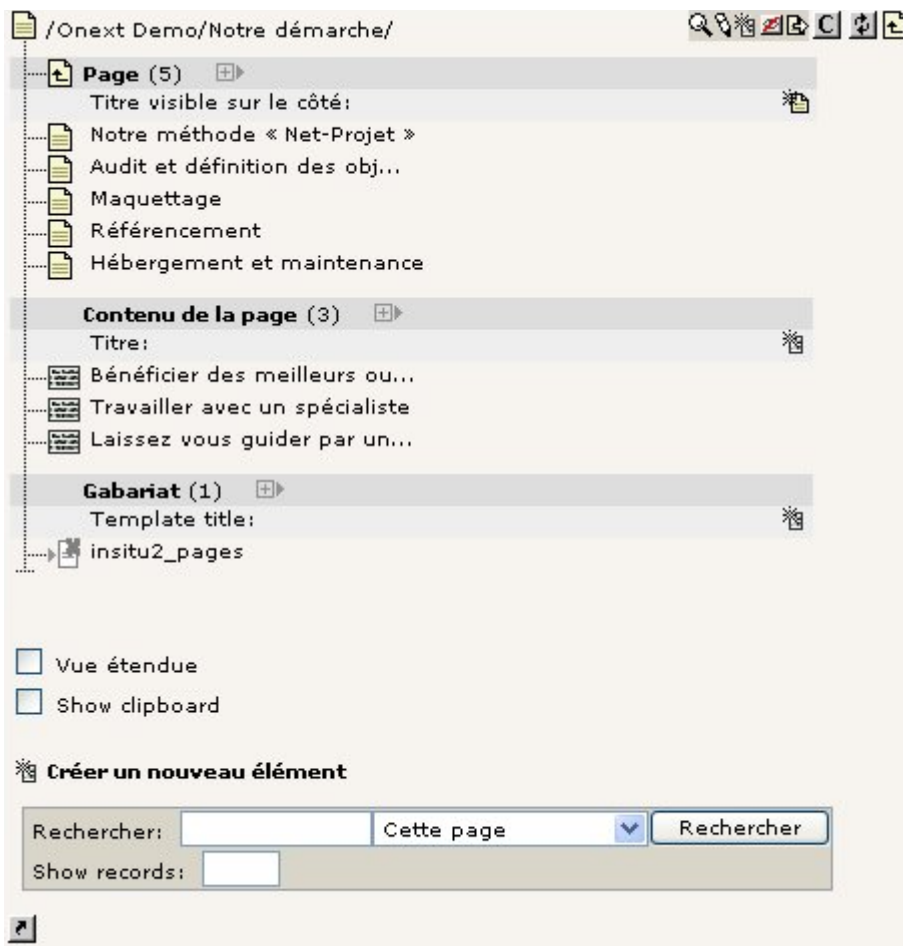 /Onext Demo/Notre démarche/
C
Page (5)
Titre visible sur le côté:
Notre méthode « Net-Projet »
Audit et définition des obj...
Maquettage
Référencement
Hébergement et maintenance
Contenu de la page (3)
Titre:
Bénéficier des meilleurs ou...
Travailler avec un spécialiste
Laissez vous guider par un...
Gabariat (1)
Template title:
insitu2_pages
Vue étendue
Show clipboard
Créer un nouveau élément
Rechercher: Cette page Rechercher
Show records: